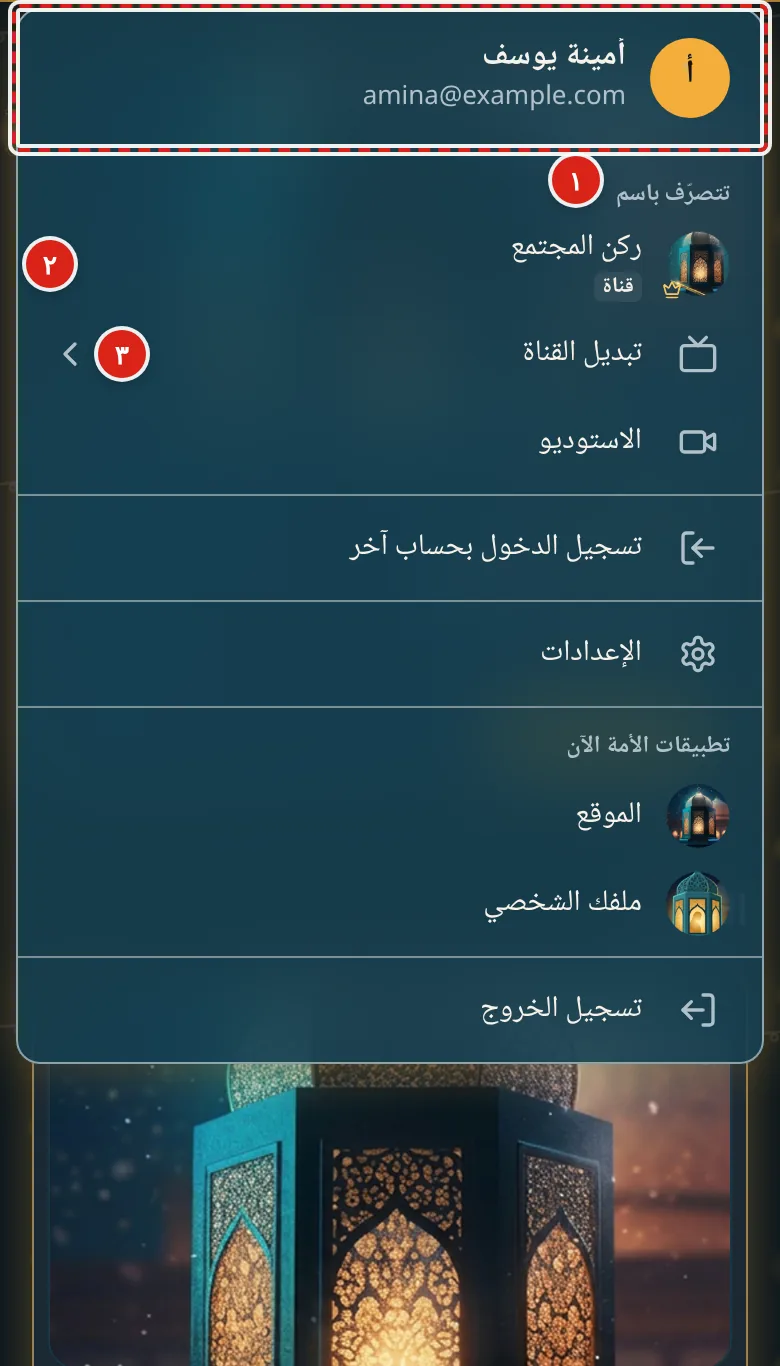 أمينة يوسف
أ
amina@example.com
١
تتصرّف باسم
ركن المجتمع
٢
قناة
تبديل القناة
٣
الاستوديو
تسجيل الدخول بحساب آخر
الإعدادات
تطبيقات الأمة الآن
الموقع
ملفك الشخصي
تسجيل الخروج